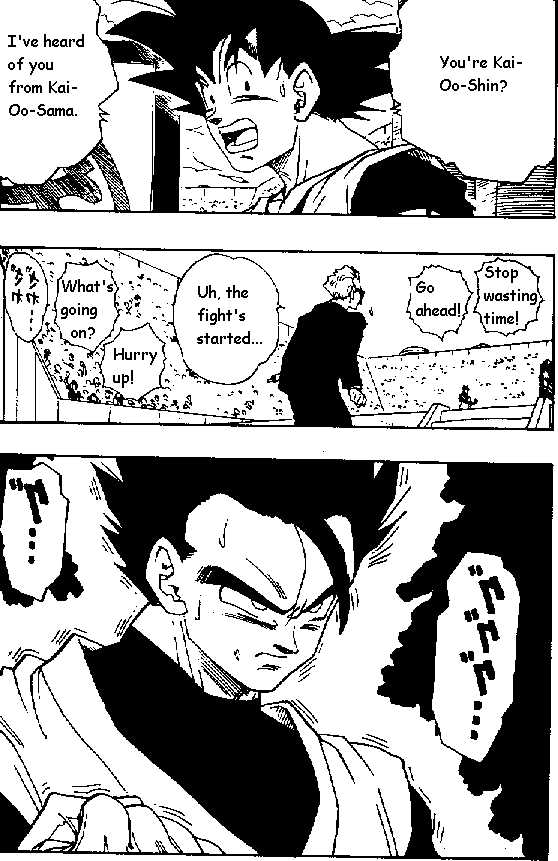 You're Kai-
Oo-Shin?
I've heard
of you
from Kai-
Oo-Sama.
Stop
wasting
time!
Go
ahead!
Uh, the
fight's
started...
What's
going
on?
Hurry
up!